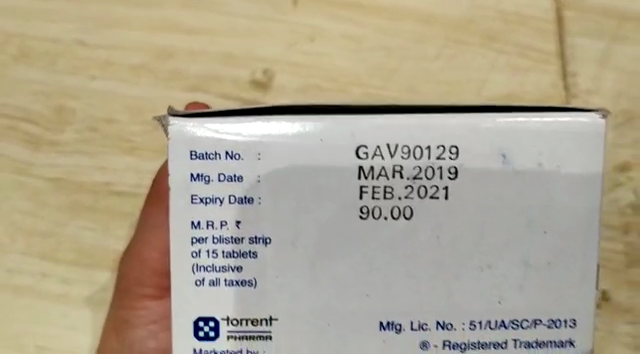 Batch No. : GAV90129
Mfg. Date : MAR.2019
Expiry Date : FEB.2021
M.R.P. ₹ 90.00
per blister strip
of 15 tablets
(Inclusive
of all taxes)
torrent
PHARMA
Mfg. Lic. No. : 51/UA/SC/P-2013
® - Registered Trademark
Marketed by :